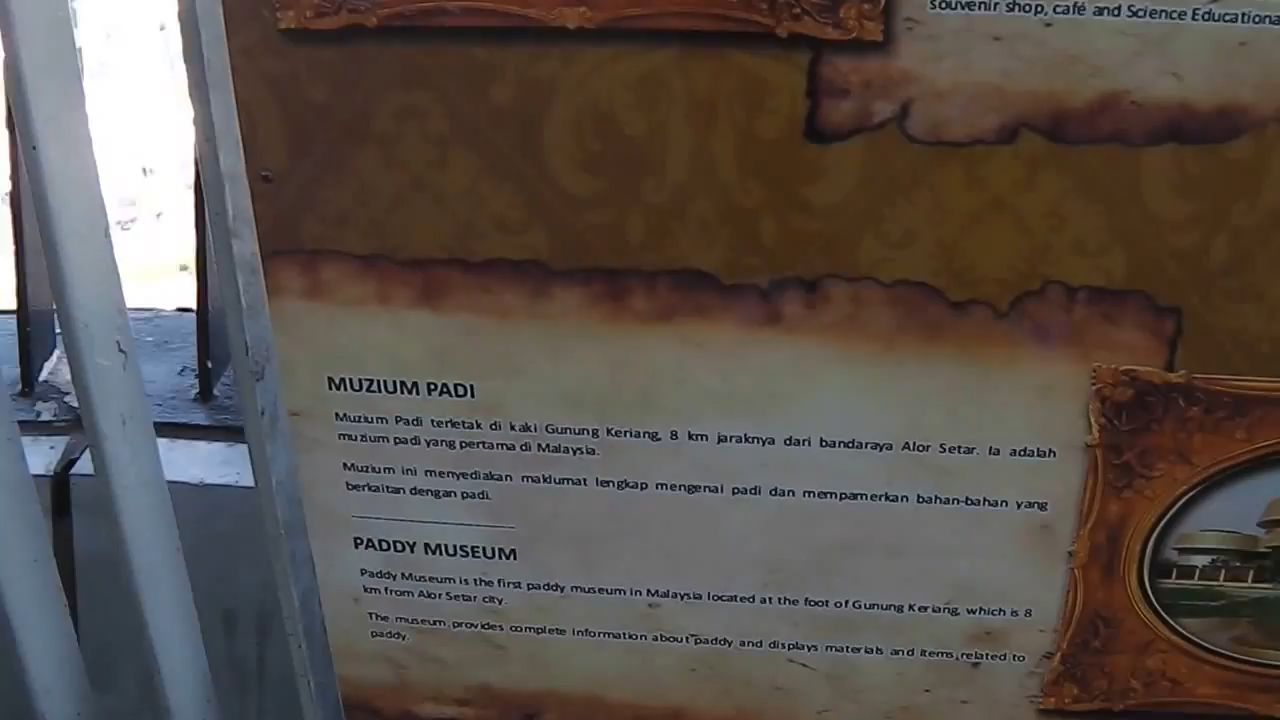 souvenir shop, café and Science Educationa
MUZIUM PADI
Muzium Padi terletak di kaki Gunung Keriang, 8 km jaraknya dari bandaraya Alor Setar. Ia adalah
muzium padi yang pertama di Malaysia.
Muzium ini menyediakan maklumat lengkap mengenai padi dan mempamerkan bahan-bahan yang
berkaitan dengan padi.
PADDY MUSEUM
Paddy Museum is the first paddy museum in Malaysia located at the foot of Gunung Keriang, which is 8
km from Alor Setar city.
The museum provides complete information about paddy and displays materials and items related to
paddy.